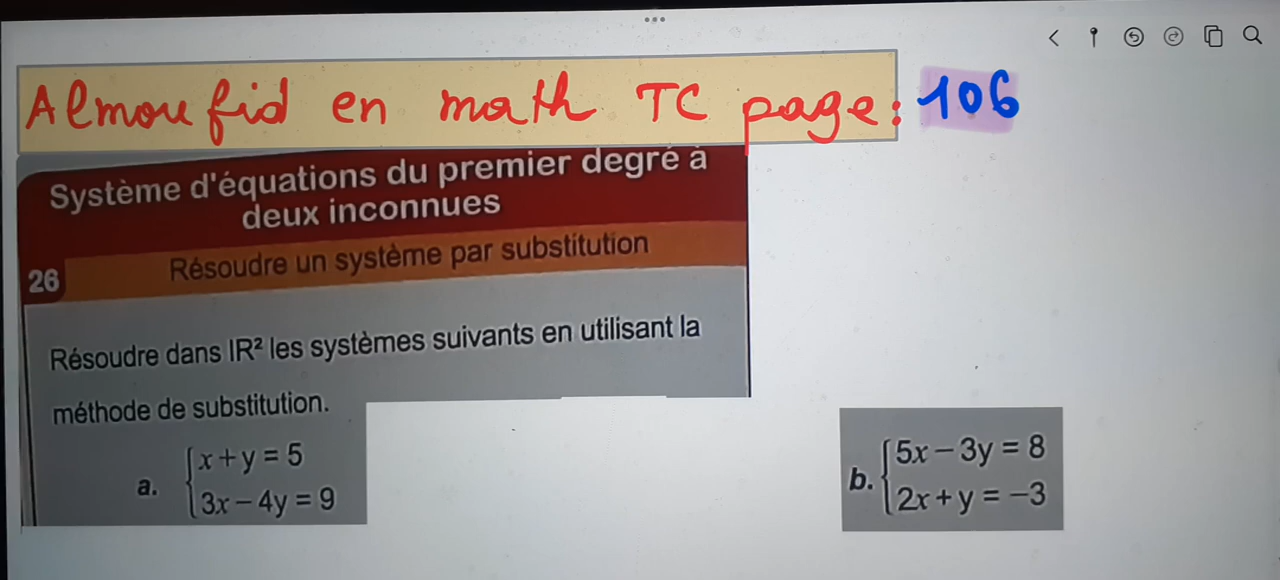 Almoufid en math TC page: 106
Système d'équations du premier degré à
deux inconnues
26 Résoudre un système par substitution
Résoudre dans IR² les systèmes suivants en utilisant la
méthode de substitution.
a. { x + y = 5
3x - 4y = 9
b. { 5x - 3y = 8
2x + y = -3